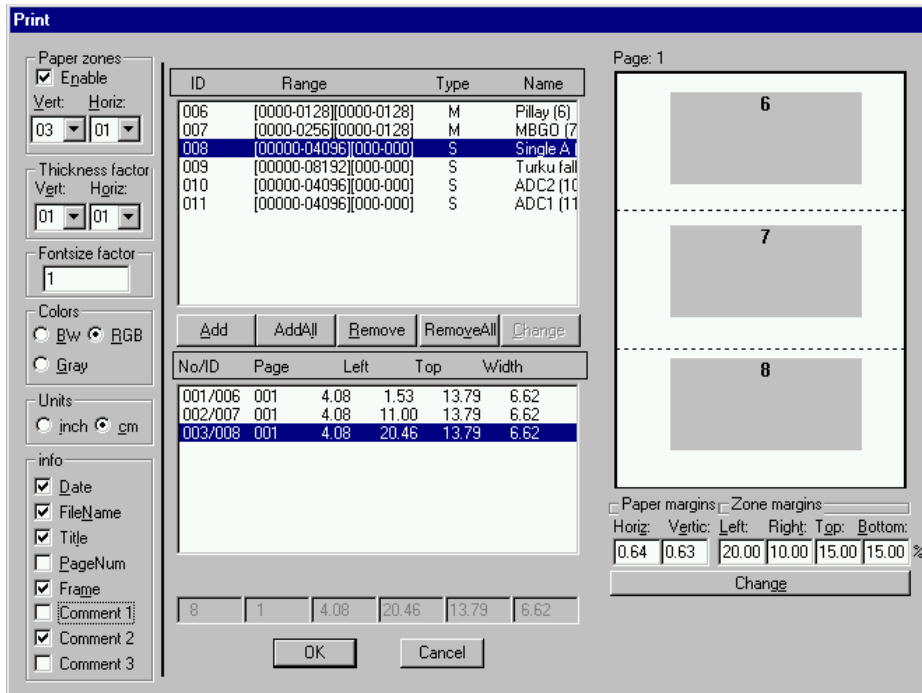 Print
Paper zones
Enable
Vert: Horiz:
03 01
Thickness factor
Vert: Horiz:
01 01
Fontsize factor
1
Colors
BW RGB
Gray
Units
inch cm
info
Date
FileName
Title
PageNum
Frame
Comment 1
Comment 2
Comment 3
ID Range Type Name
006 [0000-0128][0000-0128] M Pillay (6)
007 [0000-0256][0000-0128] M MBGO (7
008 [00000-04096][000-000] S Single A (
009 [00000-08192][000-000] S Turku fall
010 [00000-04096][000-000] S ADC2 (10
011 [00000-04096][000-000] S ADC1 (11
Add AddAll Remove RemoveAll Change
No/ID Page Left Top Width
001/006 001 4.08 1.53 13.79 6.62
002/007 001 4.08 11.00 13.79 6.62
003/008 001 4.08 20.46 13.79 6.62
8 1 4.08 20.46 13.79 6.62
OK Cancel
Page: 1
6
7
8
Paper margins Zone margins
Horiz: Vertic: Left: Right: Top: Bottom:
0.64 0.63 20.00 10.00 15.00 15.00 %
Change